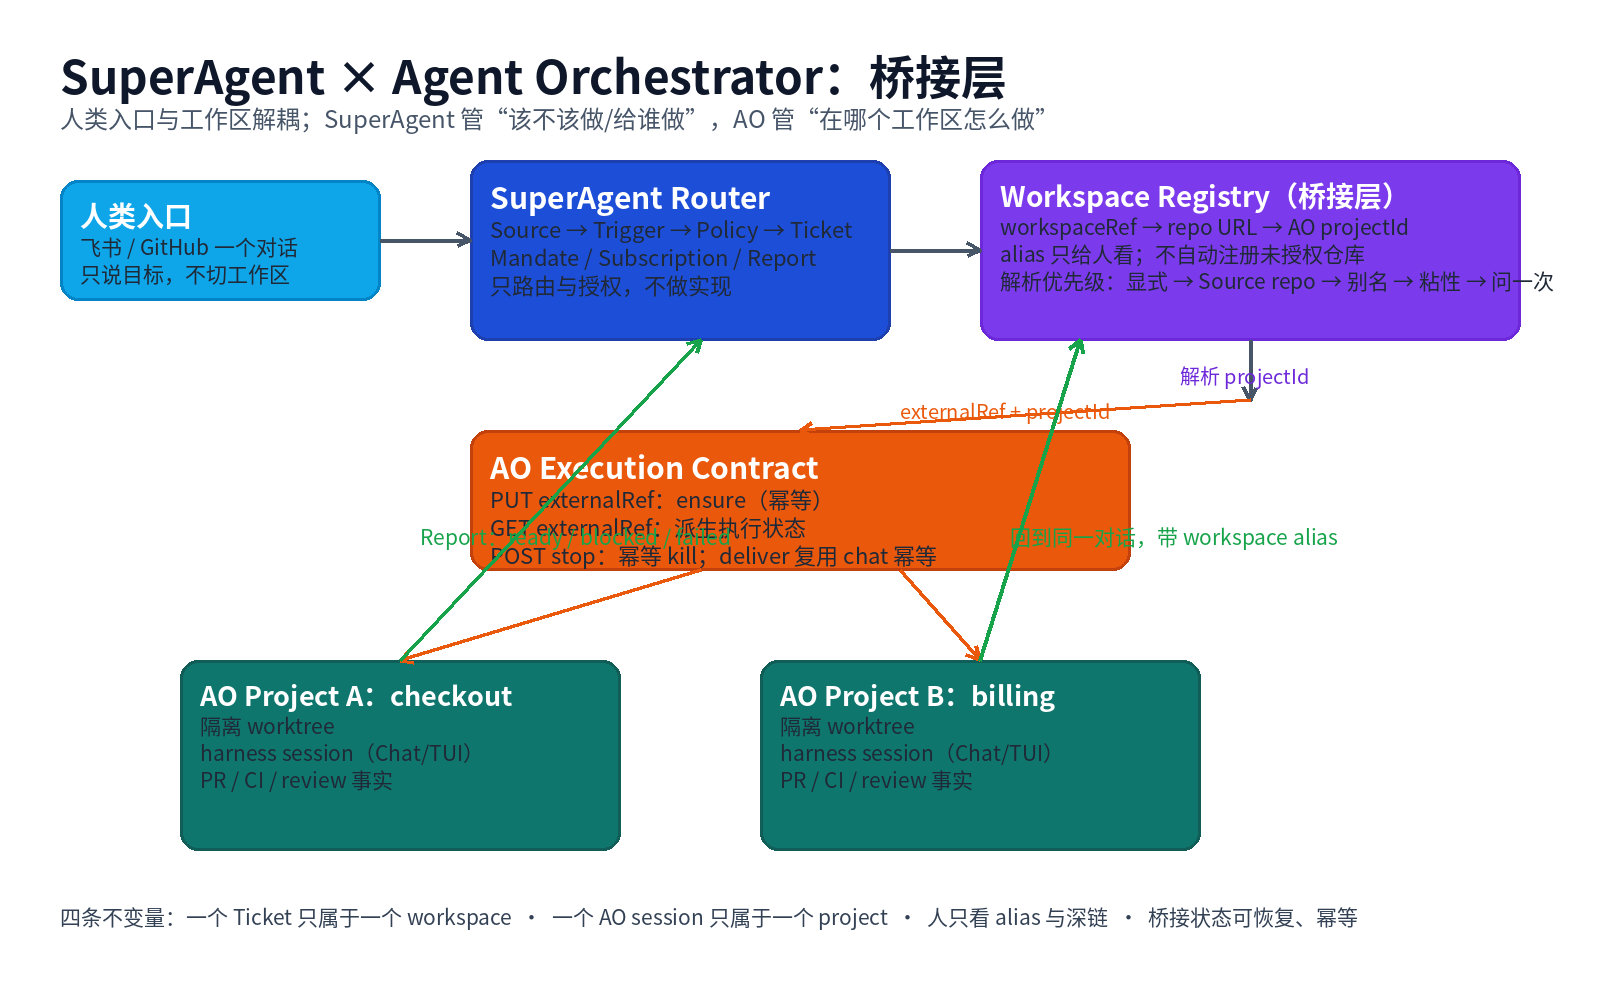 SuperAgent × Agent Orchestrator：桥接层
人类入口与工作区解耦；SuperAgent 管“该不该做/给谁做”，AO 管“在哪个工作区怎么做”
人类入口
飞书 / GitHub 一个对话
只说目标，不切工作区
SuperAgent Router
Source → Trigger → Policy → Ticket
Mandate / Subscription / Report
只路由与授权，不做实现
Workspace Registry（桥接层）
workspaceRef → repo URL → AO projectId
alias 只给人看；不自动注册未授权仓库
解析优先级：显式 → Source repo → 别名 → 粘性 → 问一次
解析 projectId
externalRef + projectId
AO Execution Contract
PUT externalRef：ensure（幂等）
GET externalRef：派生执行状态
POST stop：幂等 kill；deliver 复用 chat 幂等
Report：ready / blocked / failed
回到同一对话，带 workspace alias
AO Project A：checkout
隔离 worktree
harness session（Chat/TUI）
PR / CI / review 事实
AO Project B：billing
隔离 worktree
harness session（Chat/TUI）
PR / CI / review 事实
四条不变量：一个 Ticket 只属于一个 workspace · 一个 AO session 只属于一个 project · 人只看 alias 与深链 · 桥接状态可恢复、幂等